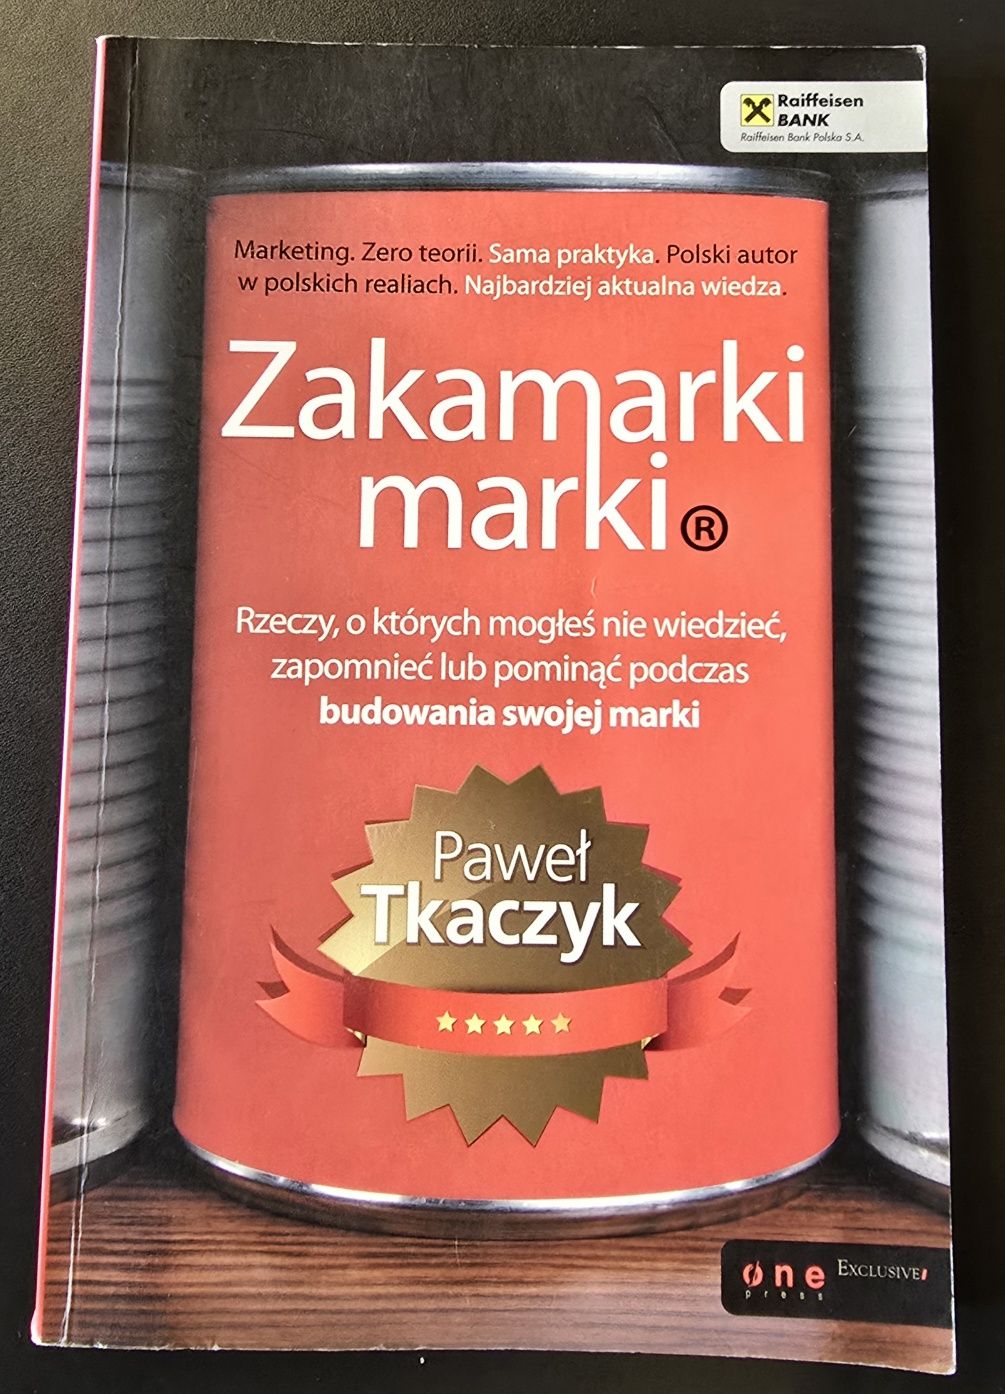 Raiffeisen
BANK
Raiffeisen Bank Polska S.A.
Marketing. Zero teorii. Sama praktyka. Polski autor
w polskich realiach. Najbardziej aktualna wiedza.
Zakamarki
marki®
Rzeczy, o których mogłeś nie wiedzieć,
zapomnieć lub pominąć podczas
budowania swojej marki
Paweł
Tkaczyk
one EXCLUSIVE
press